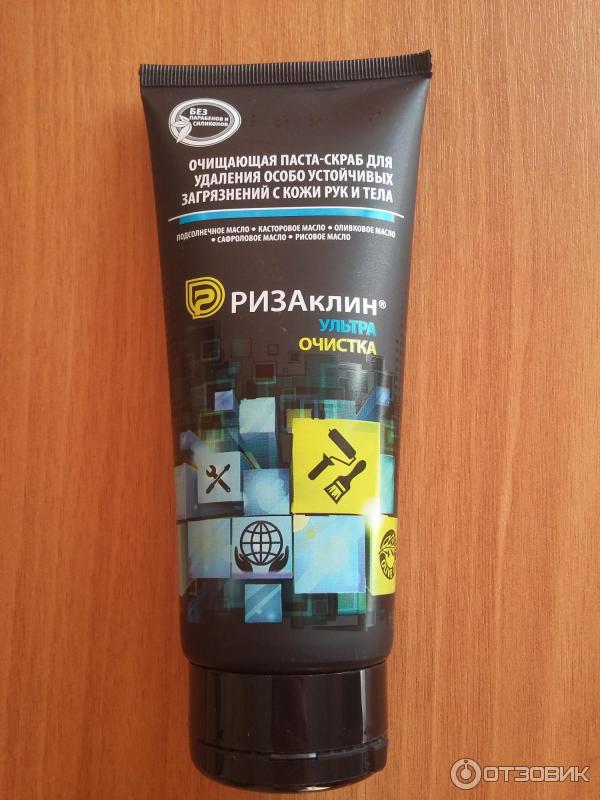 БЕЗ
ПАРАБЕНОВ И
СИЛИКОНОВ
ОЧИЩАЮЩАЯ ПАСТА-СКРАБ ДЛЯ
УДАЛЕНИЯ ОСОБО УСТОЙЧИВЫХ
ЗАГРЯЗНЕНИЙ С КОЖИ РУК И ТЕЛА
ПОДСОЛНЕЧНОЕ МАСЛО • КАСТОРОВОЕ МАСЛО • ОЛИВКОВОЕ МАСЛО
• САФРОЛОВОЕ МАСЛО • РИСОВОЕ МАСЛО
РИЗАклин®
УЛЬТРА
ОЧИСТКА
ОТЗОВИК